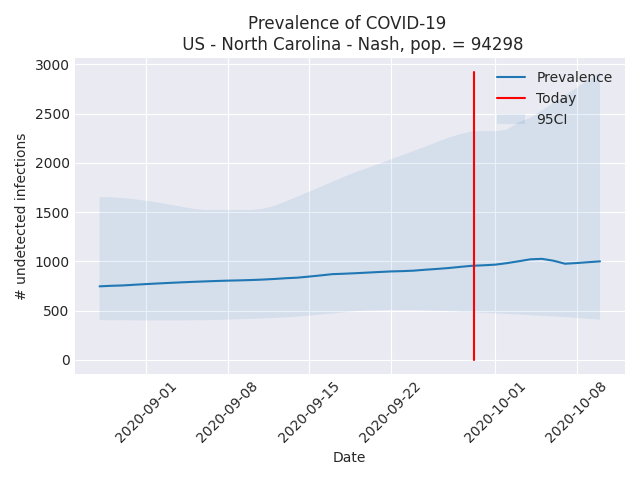 Prevalence of COVID-19
US - North Carolina - Nash, pop. = 94298
3000
2500
2000
1500
1000
500
0
# undetected infections
Prevalence
Today
95CI
2020-09-01
2020-09-08
2020-09-15
2020-09-22
2020-10-01
2020-10-08
Date